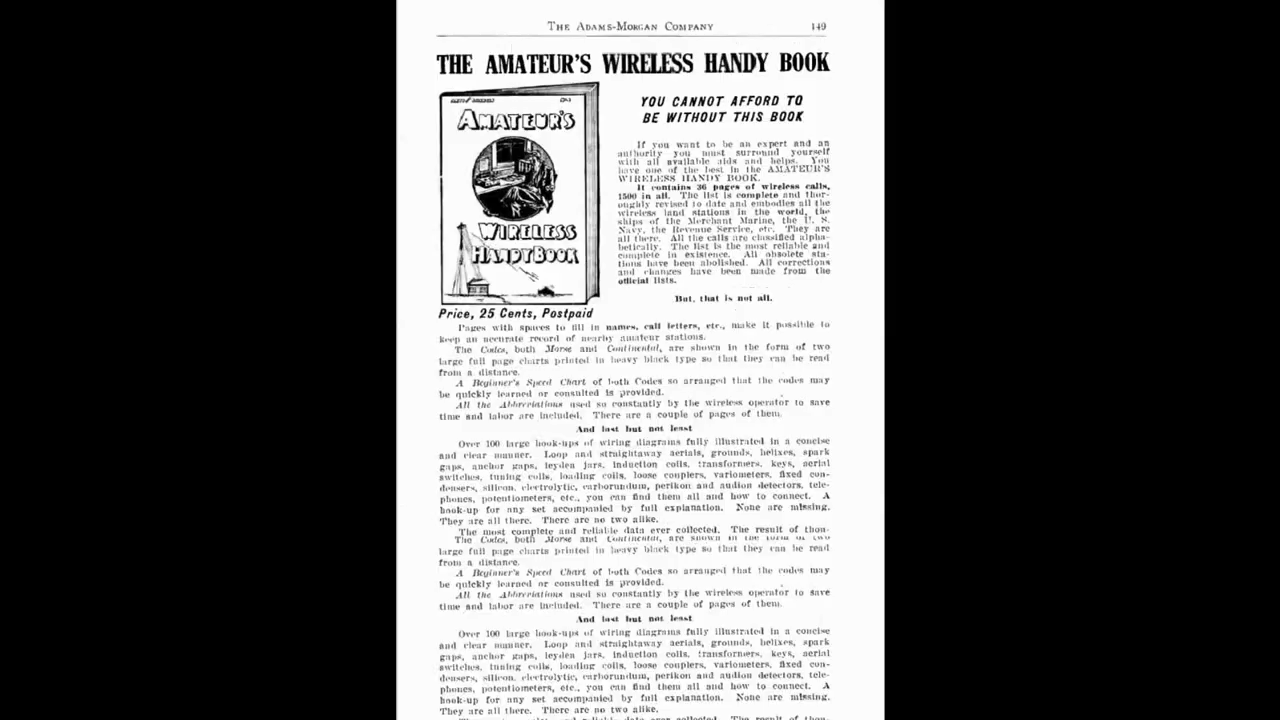 THE ADAMS-MORGAN COMPANY 149
THE AMATEUR'S WIRELESS HANDY BOOK
AMATEUR'S
WIRELESS
HANDY BOOK
Price, 25 Cents, Postpaid
YOU CANNOT AFFORD TO
BE WITHOUT THIS BOOK
If you want to be an expert and an
authority you must surround yourself
with all available aids and helps. You
have one of the best in the AMATEUR'S
WIRELESS HANDY BOOK.
It contains 36 pages of wireless calls,
1500 in all. The list is complete and thor-
oughly revised to date and embodies all the
wireless land stations in the world, the
ships of the Merchant Marine, the U. S.
Navy, the Revenue Service, etc. They are
all there. All the calls are classified alpha-
betically. The list is the most reliable and
complete in existence. All obsolete sta-
tions have been abolished. All corrections
and changes have been made from the
official lists.
But, that is not all.
Pages with spaces to fill in names, call letters, etc., make it possible to
keep an accurate record of nearby amateur stations.
The Codes, both Morse and Continental, are shown in the form of two
large full page charts printed in heavy black type so that they can be read
from a distance.
A Beginner's Speed Chart of both Codes so arranged that the codes may
be quickly learned or consulted is provided.
All the Abbreviations used so constantly by the wireless operator to save
time and labor are included. There are a couple of pages of them.
And last but not least
Over 100 large hook-ups of wiring diagrams fully illustrated in a concise
and clear manner. Loop and straightaway aerials, grounds, helixes, spark
gaps, anchor gaps, leyden jars, induction coils, transformers, keys, aerial
switches, tuning coils, loading coils, loose couplers, variometers, fixed con-
densers, silicon, electrolytic, carborundum, perikon and audion detectors, tele-
phones, potentiometers, etc., you can find them all and how to connect. A
hook-up for any set accompanied by full explanation. None are missing.
They are all there. There are no two alike.
The most complete and reliable data ever collected. The result of thou-
The Codes, both Morse and Continental, are shown in the form of two
large full page charts printed in heavy black type so that they can be read
from a distance.
A Beginner's Speed Chart of both Codes so arranged that the codes may
be quickly learned or consulted is provided.
All the Abbreviations used so constantly by the wireless operator to save
time and labor are included. There are a couple of pages of them.
And last but not least
Over 100 large hook-ups of wiring diagrams fully illustrated in a concise
and clear manner. Loop and straightaway aerials, grounds, helixes, spark
gaps, anchor gaps, leyden jars, induction coils, transformers, keys, aerial
switches, tuning coils, loading coils, loose couplers, variometers, fixed con-
densers, silicon, electrolytic, carborundum, perikon and audion detectors, tele-
phones, potentiometers, etc., you can find them all and how to connect. A
hook-up for any set accompanied by full explanation. None are missing.
They are all there. There are no two alike.